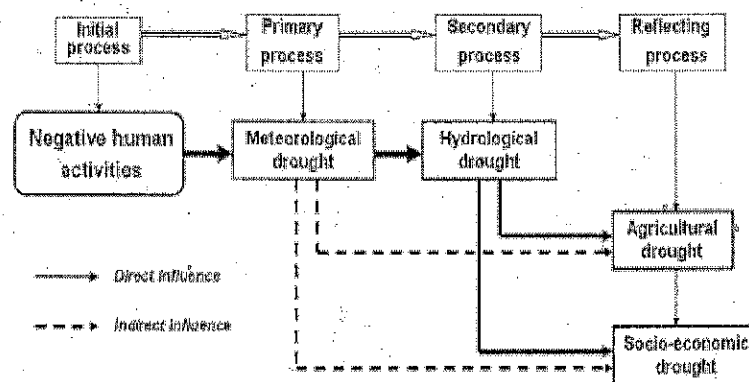 Initial
process
Primary
process
Secondary
process
Reflecting
process
Negative human
activities
Meteorological
drought
Hydrological
drought
Agricultural
drought
Direct Influence
Indirect Influence
Socio-economic
drought